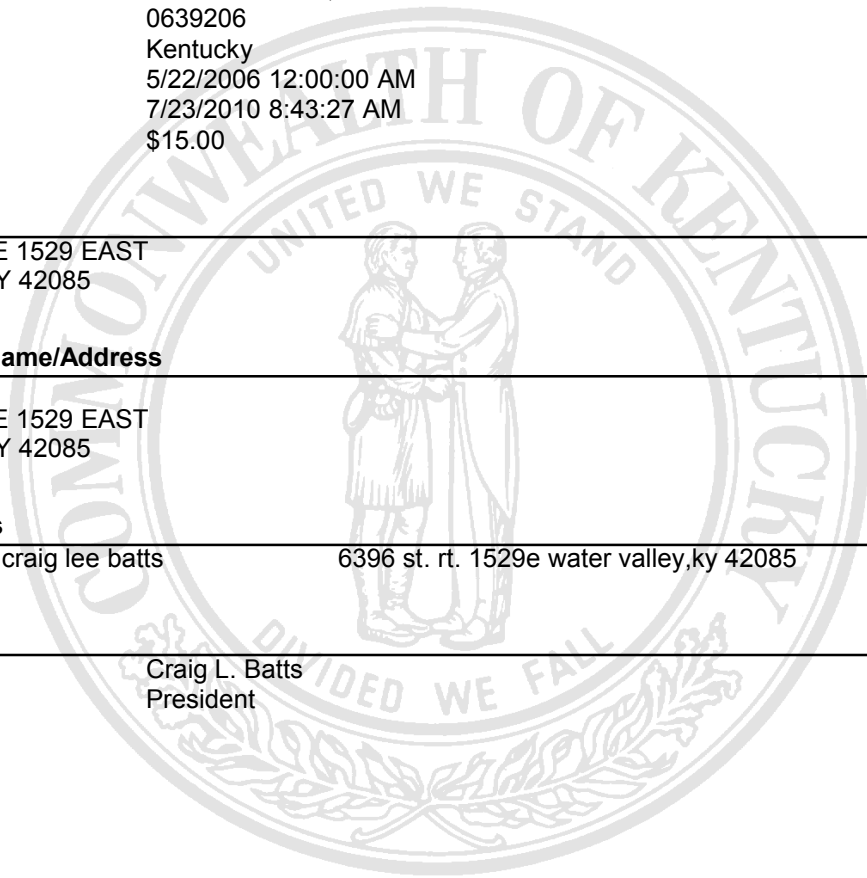 0639206
Kentucky
5/22/2006 12:00:00 AM
7/23/2010 8:43:27 AM
$15.00
COMMONWEALTH OF KENTUCKY
UNITED WE STAND
E 1529 EAST
Y 42085
ame/Address
E 1529 EAST
Y 42085
s
craig lee batts 6396 st. rt. 1529e water valley,ky 42085
Craig L. Batts
President
DIVIDED WE FALL